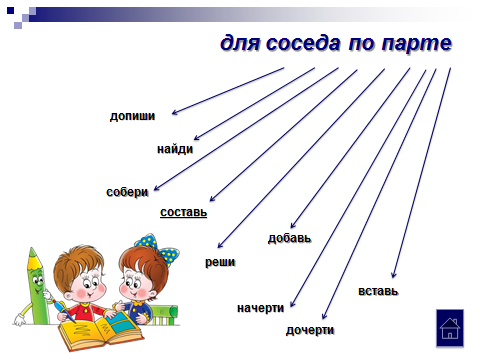 для соседа по парте
допиши
найди
собери
составь
добавь
реши
вставь
начерти
дочерти